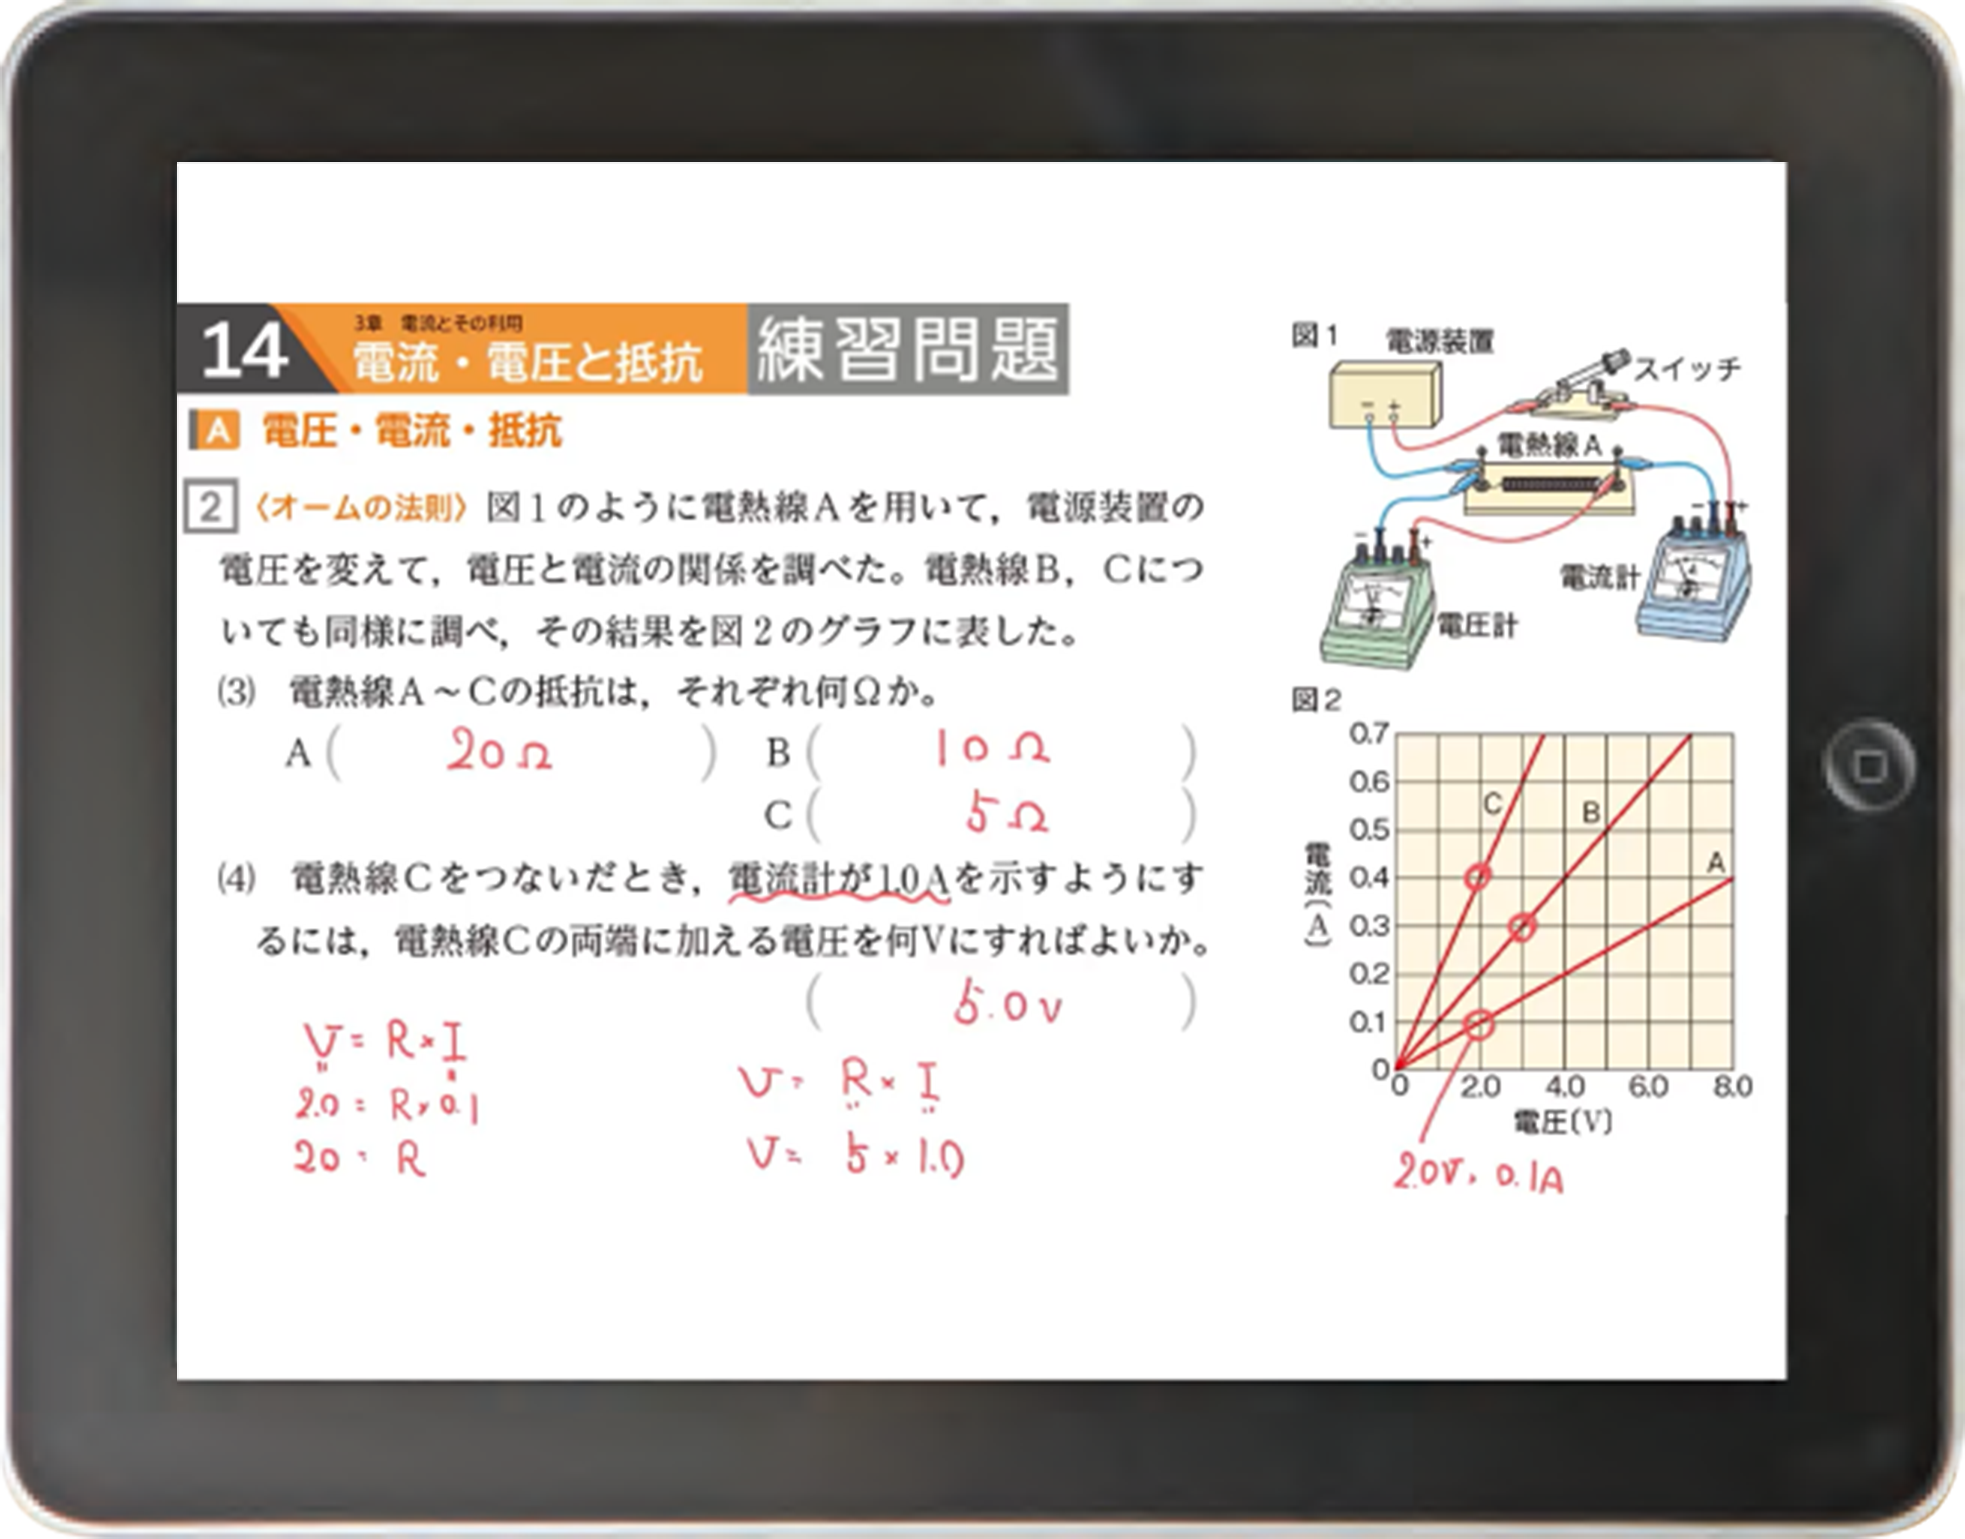 14
3章 電流とその利用
電流・電圧と抵抗
練習問題
A 電圧・電流・抵抗
2 〈オームの法則〉図1のように電熱線Aを用いて，電源装置の
電圧を変えて，電圧と電流の関係を調べた。電熱線B，Cにつ
いても同様に調べ，その結果を図2のグラフに表した。
(3) 電熱線A～Cの抵抗は，それぞれ何Ωか。
A ( 20Ω ) B ( 10Ω )
C ( 5Ω )
(4) 電熱線Cをつないだとき，電流計が1.0Aを示すようにす
るには，電熱線Cの両端に加える電圧を何Vにすればよいか。
( 5.0v )
V = R×I
2.0 = R×0.1
20 = R
V = R×I
V = 5×1.0
図1
電源装置
スイッチ
− +
電熱線A
− +
− +
電流計
電圧計
図2
0.7
0.6
0.5
0.4
0.3
0.2
0.1
0
C
B
A
電流〔A〕
0 2.0 4.0 6.0 8.0
電圧〔V〕
2.0V, 0.1A